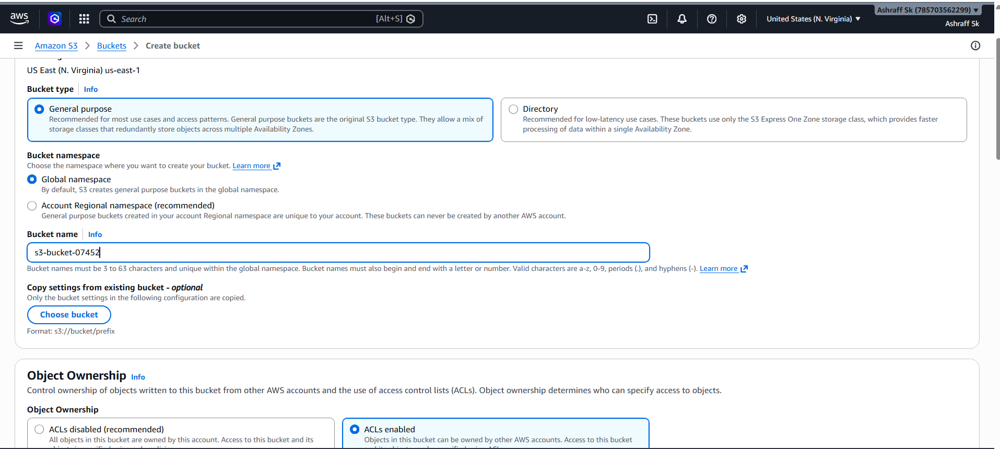 aws
Search [Alt+S]
United States (N. Virginia)
Ashraff Sk (785703562299)
Ashraff Sk
Amazon S3 Buckets Create bucket
US East (N. Virginia) us-east-1
Bucket type Info
General purpose
Recommended for most use cases and access patterns. General purpose buckets are the original S3 bucket type. They allow a mix of
storage classes that redundantly store objects across multiple Availability Zones.
Directory
Recommended for low-latency use cases. These buckets use only the S3 Express One Zone storage class, which provides faster
processing of data within a single Availability Zone.
Bucket namespace
Choose the namespace where you want to create your bucket. Learn more
Global namespace
By default, S3 creates general purpose buckets in the global namespace.
Account Regional namespace (recommended)
General purpose buckets created in your account Regional namespace are unique to your account. These buckets can never be created by another AWS account.
Bucket name Info
s3-bucket-07452
Bucket names must be 3 to 63 characters and unique within the global namespace. Bucket names must also begin and end with a letter or number. Valid characters are a-z, 0-9, periods (.), and hyphens (-). Learn more
Copy settings from existing bucket - optional
Only the bucket settings in the following configuration are copied.
Choose bucket
Format: s3://bucket/prefix
Object Ownership Info
Control ownership of objects written to this bucket from other AWS accounts and the use of access control lists (ACLs). Object ownership determines who can specify access to objects.
Object Ownership
ACLs disabled (recommended)
All objects in this bucket are owned by this account. Access to this bucket and its
ACLs enabled
Objects in this bucket can be owned by other AWS accounts. Access to this bucket